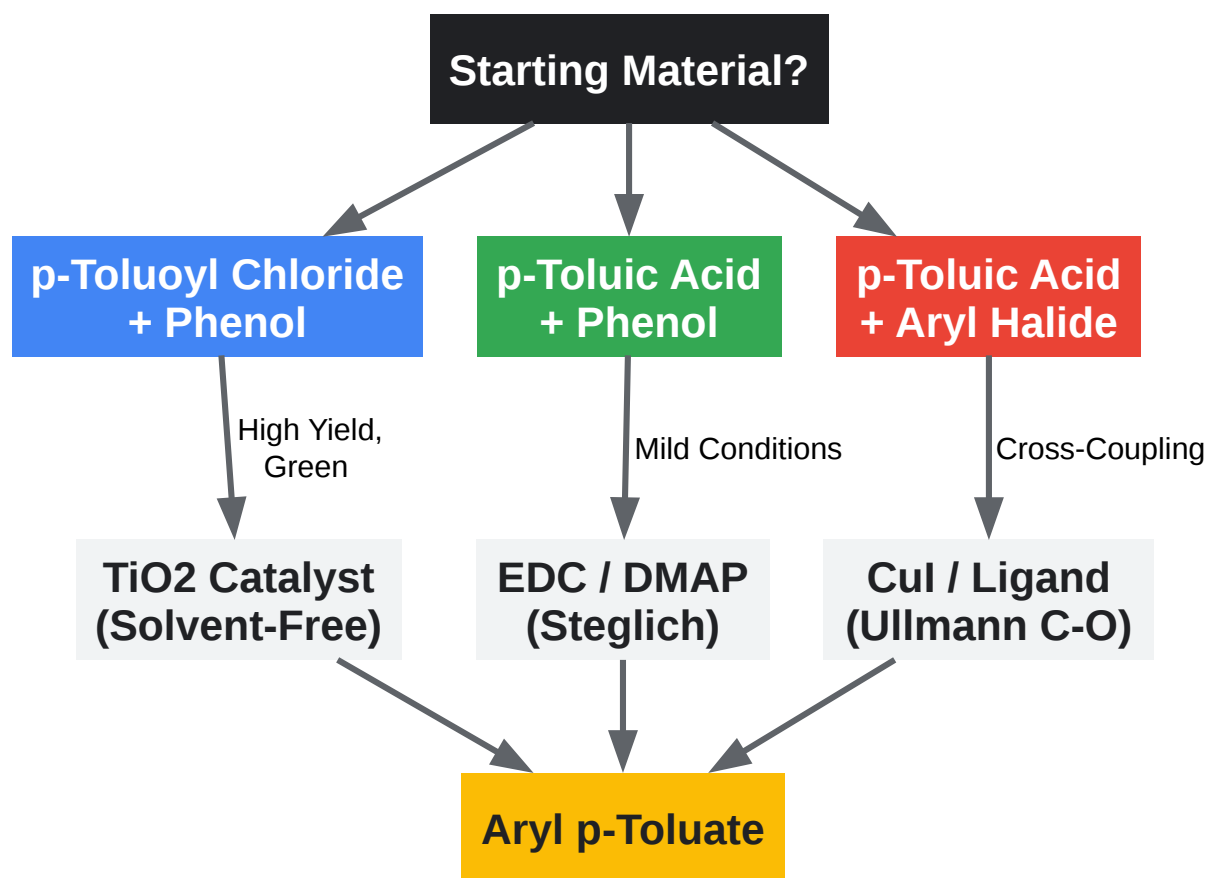 Starting Material?
p-Toluoyl Chloride
+ Phenol
p-Toluic Acid
+ Phenol
p-Toluic Acid
+ Aryl Halide
High Yield,
Green
Mild Conditions
Cross-Coupling
TiO2 Catalyst
(Solvent-Free)
EDC / DMAP
(Steglich)
CuI / Ligand
(Ullmann C-O)
Aryl p-Toluate